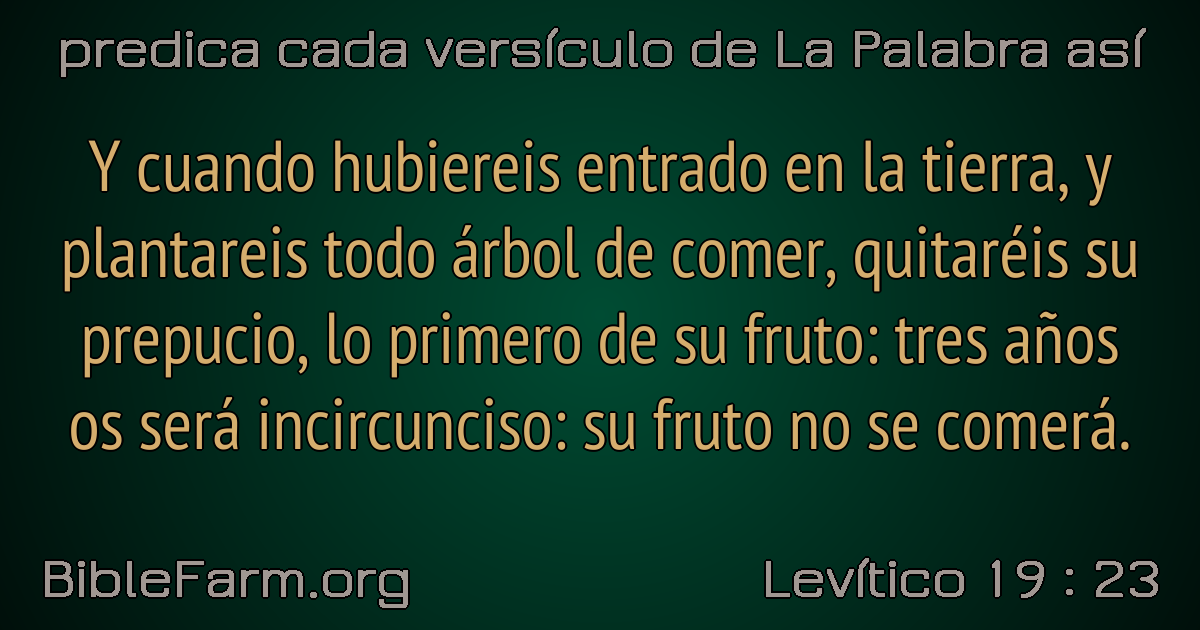 predica cada versículo de La Palabra así
Y cuando hubiereis entrado en la tierra, y
plantareis todo árbol de comer, quitaréis su
prepucio, lo primero de su fruto: tres años
os será incircunciso: su fruto no se comerá.
BibleFarm.org
Levítico 19 : 23